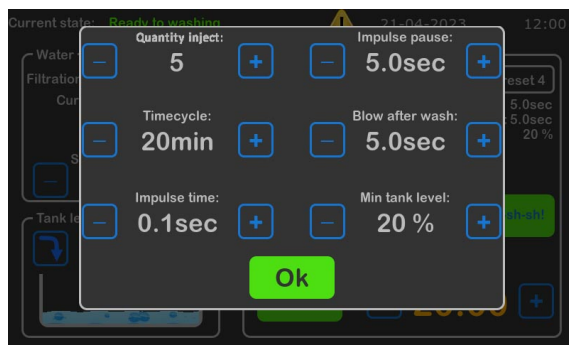 Current state: Ready to washing 21-04-2023 12:00
Quantity inject: Impulse pause:
− 5 + − 5.0sec +
Water
Filtration
reset 4
Cur
5.0sec
5.0sec
20 %
Timecycle: Blow after wash:
− 20min + − 5.0sec +
S
−
Impulse time: Min tank level:
− 0.1sec + − 20 % +
Tank le
sh-sh!
Ok
− +